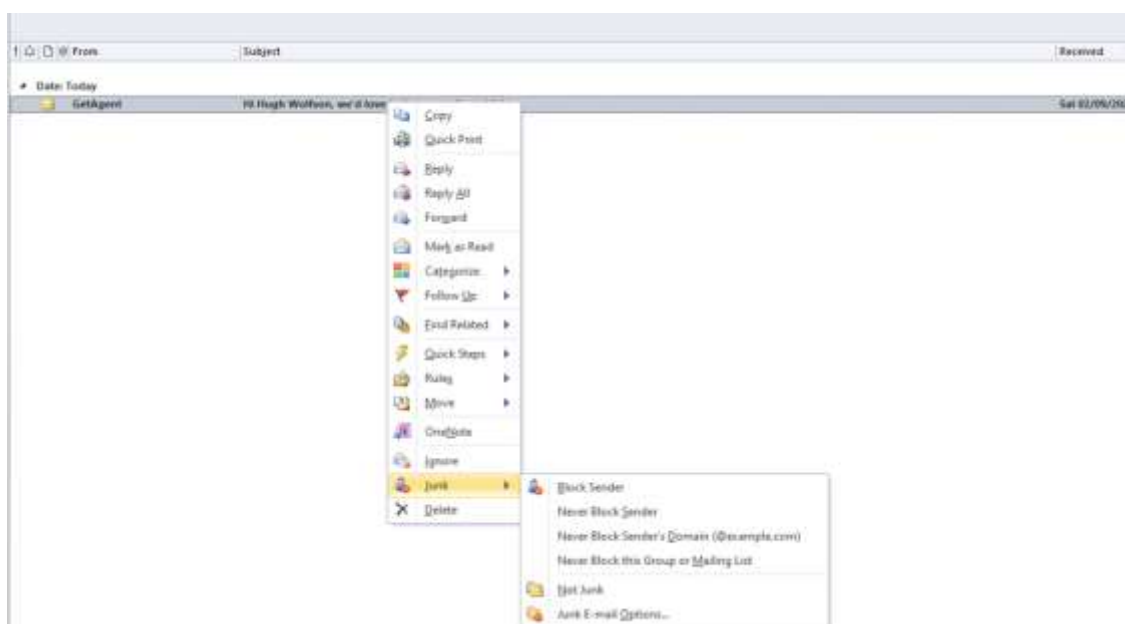 ! From Subject Received
Date: Today
GetAgent Hi Hugh Wolfson, we'd love Sat 02/09/20
Copy
Quick Print
Reply
Reply All
Forward
Mark as Read
Categorize
Follow Up
Find Related
Quick Steps
Rules
Move
OneNote
Ignore
Junk
Delete
Block Sender
Never Block Sender
Never Block Sender's Domain (@example.com)
Never Block this Group or Mailing List
Not Junk
Junk E-mail Options...